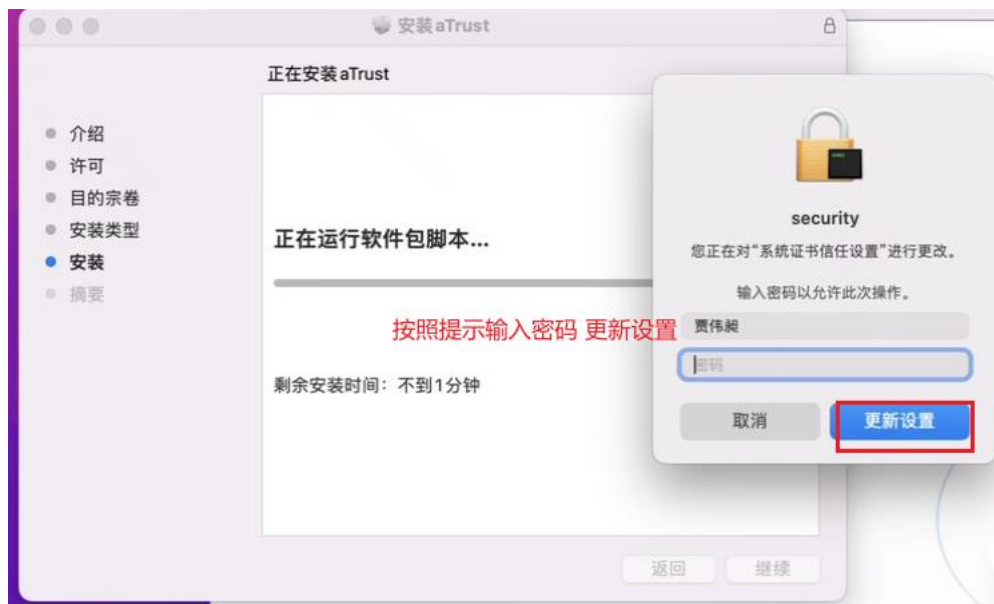 安装aTrust
正在安装aTrust
介绍
许可
目的宗卷
安装类型
安装
摘要
正在运行软件包脚本...
按照提示输入密码 更新设置
剩余安装时间：不到1分钟
返回
继续
security
您正在对“系统证书信任设置”进行更改。
输入密码以允许此次操作。
贾伟昶
密码
取消
更新设置